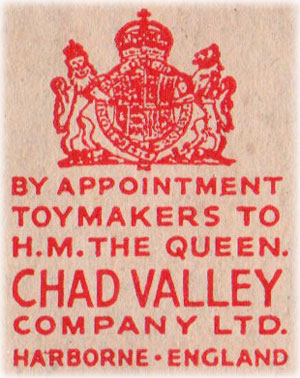 BY APPOINTMENT
TOYMAKERS TO
H.M. THE QUEEN.
CHAD VALLEY
COMPANY LTD.
HARBORNE · ENGLAND